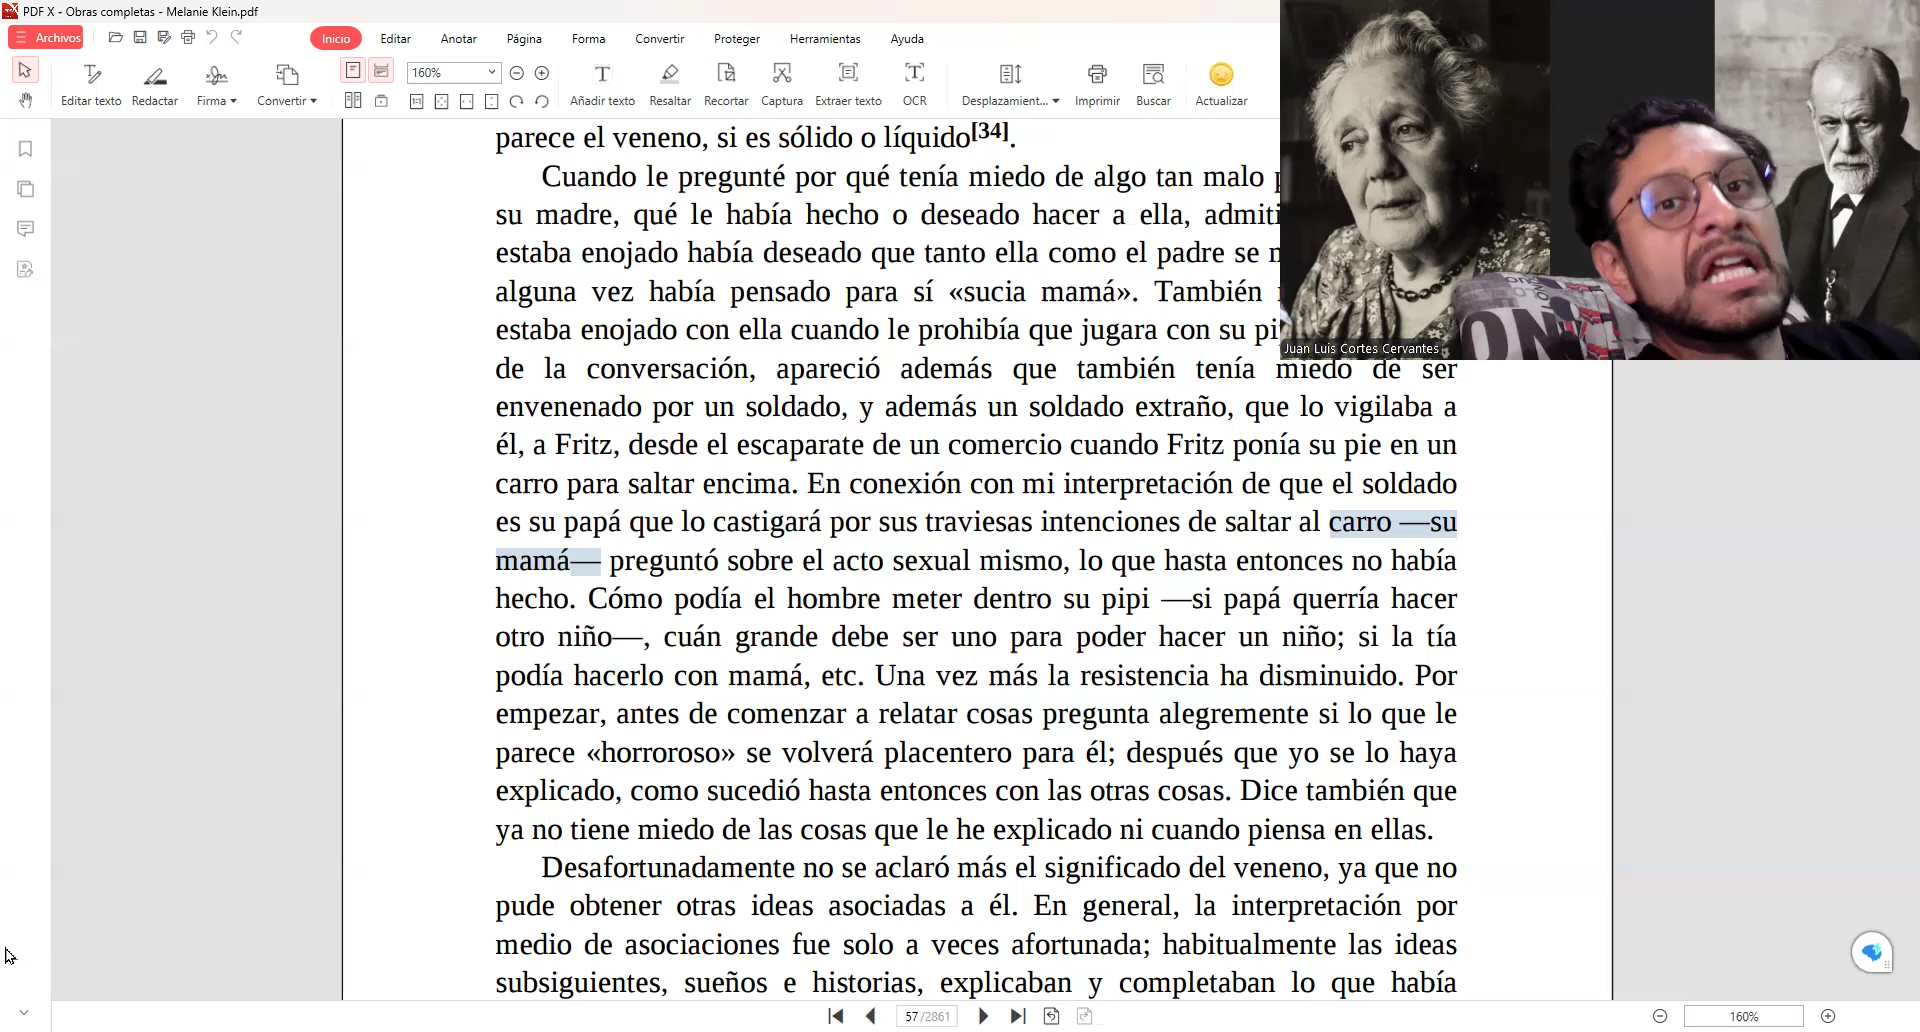 PDF X - Obras completas - Melanie Klein.pdf
Archivos
Inicio
Editar
Anotar
Página
Forma
Convertir
Proteger
Herramientas
Ayuda
160%
Editar texto
Redactar
Firma
Convertir
Añadir texto
Resaltar
Recortar
Captura
Extraer texto
OCR
Desplazamient...
Imprimir
Buscar
Actualizar
parece el veneno, si es sólido o líquido[34].
Cuando le pregunté por qué tenía miedo de algo tan malo
su madre, qué le había hecho o deseado hacer a ella, admiti
estaba enojado había deseado que tanto ella como el padre se
alguna vez había pensado para sí «sucia mamá». También
estaba enojado con ella cuando le prohibía que jugara con su pi
de la conversación, apareció además que también tenía miedo de ser
envenenado por un soldado, y además un soldado extraño, que lo vigilaba a
él, a Fritz, desde el escaparate de un comercio cuando Fritz ponía su pie en un
carro para saltar encima. En conexión con mi interpretación de que el soldado
es su papá que lo castigará por sus traviesas intenciones de saltar al carro —su
mamá— preguntó sobre el acto sexual mismo, lo que hasta entonces no había
hecho. Cómo podía el hombre meter dentro su pipi —si papá querría hacer
otro niño—, cuán grande debe ser uno para poder hacer un niño; si la tía
podía hacerlo con mamá, etc. Una vez más la resistencia ha disminuido. Por
empezar, antes de comenzar a relatar cosas pregunta alegremente si lo que le
parece «horroroso» se volverá placentero para él; después que yo se lo haya
explicado, como sucedió hasta entonces con las otras cosas. Dice también que
ya no tiene miedo de las cosas que le he explicado ni cuando piensa en ellas.
Desafortunadamente no se aclaró más el significado del veneno, ya que no
pude obtener otras ideas asociadas a él. En general, la interpretación por
medio de asociaciones fue solo a veces afortunada; habitualmente las ideas
subsiguientes, sueños e historias, explicaban y completaban lo que había
Juan Luis Cortes Cervantes
57 /2861
160%